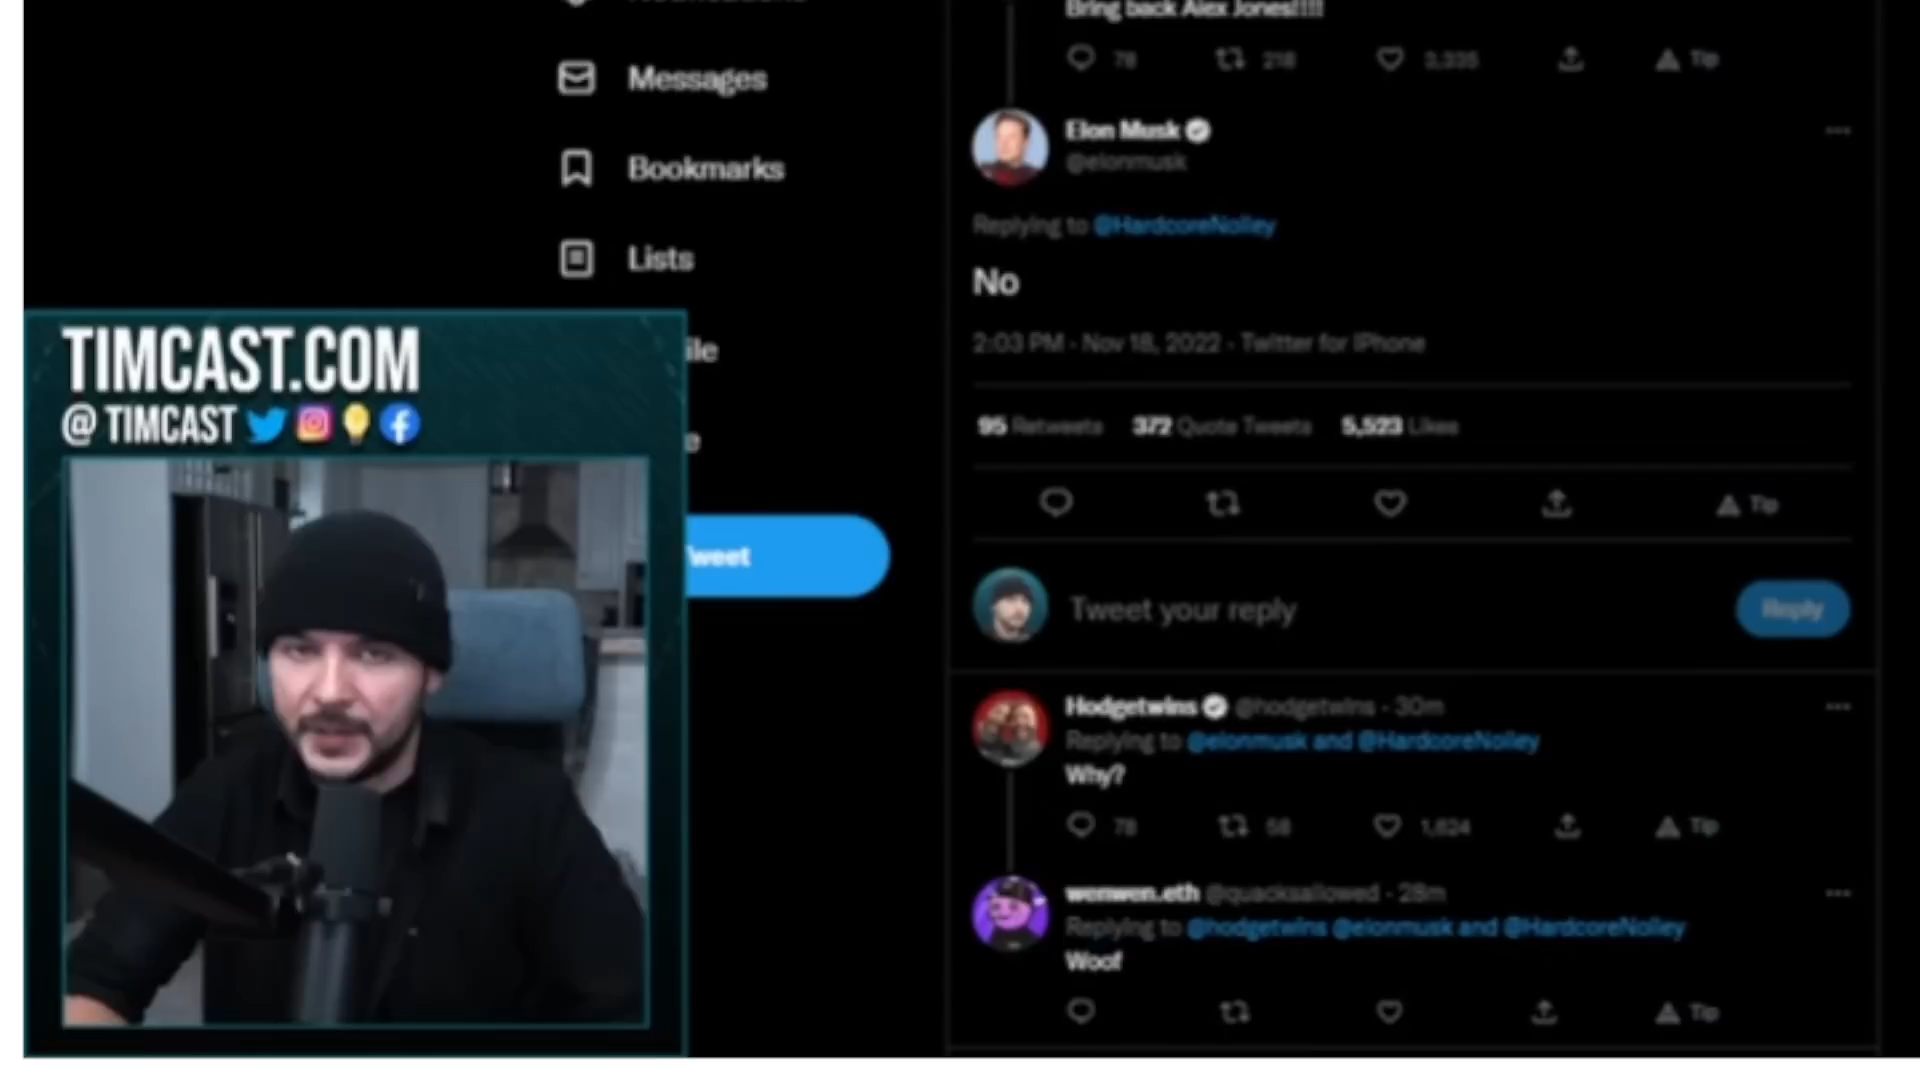 Messages
Bookmarks
Lists
ile
e
Tweet
TIMCAST.COM
@ TIMCAST
Bring back Alex Jones!!!!
78 218 3,335 Tip
Elon Musk
@elonmusk
Replying to @HardcoreNolley
No
2:03 PM · Nov 18, 2022 · Twitter for iPhone
95 Retweets 372 Quote Tweets 5,523 Likes
Tip
Tweet your reply
Reply
Hodgetwins @hodgetwins · 30m
Replying to @elonmusk and @HardcoreNolley
Why?
78 58 1,624 Tip
wenwen.eth @quacksallowed · 28m
Replying to @hodgetwins @elonmusk and @HardcoreNolley
Woof
Tip